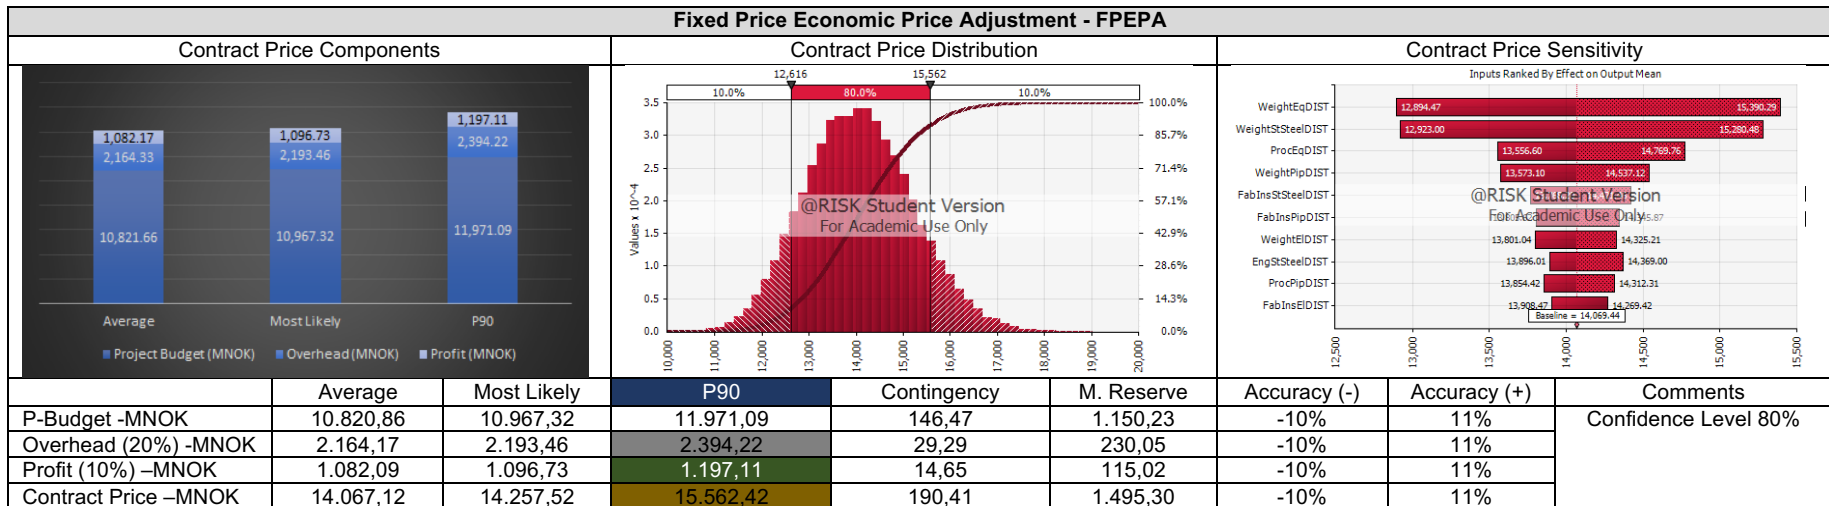 Fixed Price Economic Price Adjustment - FPEPA
Contract Price Components
Contract Price Distribution
Contract Price Sensitivity
1,082.17
2,164.33
10,821.66
1,096.73
2,193.46
10,967.32
1,197.11
2,394.22
11,971.09
Average Most Likely P90
Project Budget (MNOK) Overhead (MNOK) Profit (MNOK)
12,616 15,562
10.0% 80.0% 10.0%
Values x 10^-4
3.5
3.0
2.5
2.0
1.5
1.0
0.5
0.0
100.0%
85.7%
71.4%
57.1%
42.9%
28.6%
14.3%
0.0%
@RISK Student Version
For Academic Use Only
10,000 11,000 12,000 13,000 14,000 15,000 16,000 17,000 18,000 19,000 20,000
Inputs Ranked By Effect on Output Mean
WeightEqDIST 12,894.47 15,390.29
WeightStSteelDIST 12,923.00 15,280.48
ProcEqDIST 13,556.60 14,769.76
WeightPipDIST 13,573.10 14,537.12
FabInsStSteelDIST
FabInsPipDIST
WeightElDIST 13,801.04 14,325.21
EngStSteelDIST 13,896.01 14,369.00
ProcPipDIST 13,854.42 14,312.31
FabInsElDIST 13,908.47 14,269.42
@RISK Student Version
For Academic Use Only
Baseline = 14,069.44
12,500 13,000 13,500 14,000 14,500 15,000 15,500
Average Most Likely P90 Contingency M. Reserve Accuracy (-) Accuracy (+) Comments
P-Budget -MNOK 10.820,86 10.967,32 11.971,09 146,47 1.150,23 -10% 11% Confidence Level 80%
Overhead (20%) -MNOK 2.164,17 2.193,46 2.394,22 29,29 230,05 -10% 11%
Profit (10%) –MNOK 1.082,09 1.096,73 1.197,11 14,65 115,02 -10% 11%
Contract Price –MNOK 14.067,12 14.257,52 15.562,42 190,41 1.495,30 -10% 11%